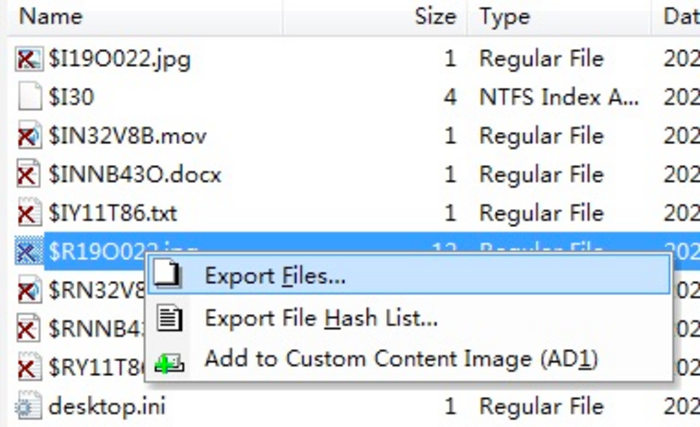 Name Size Type Dat
$I19O022.jpg 1 Regular File 202
$I30 4 NTFS Index A... 202
$IN32V8B.mov 1 Regular File 202
$INNB43O.docx 1 Regular File 202
$IY11T86.txt 1 Regular File 202
$R19O022.jpg 12 Regular File 202
$RN32V8 202
Export Files...
$RNNB4 202
Export File Hash List...
$RY11T8 202
Add to Custom Content Image (AD1)
desktop.ini 1 Regular File 202